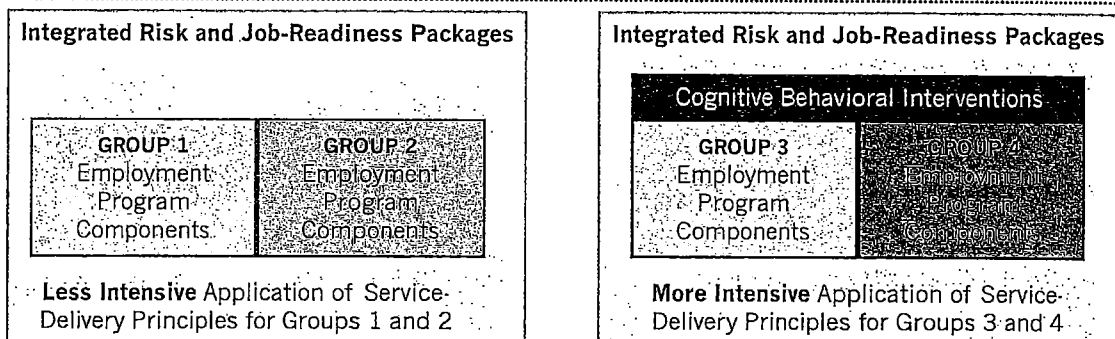 Integrated Risk and Job-Readiness Packages
GROUP 1
Employment
Program
Components
GROUP 2
Employment
Program
Components
Less Intensive Application of Service-
Delivery Principles for Groups 1 and 2
Integrated Risk and Job-Readiness Packages
Cognitive Behavioral Interventions
GROUP 3
Employment
Program
Components
GROUP 4
Employment
Program
Components
More Intensive Application of Service-
Delivery Principles for Groups 3 and 4